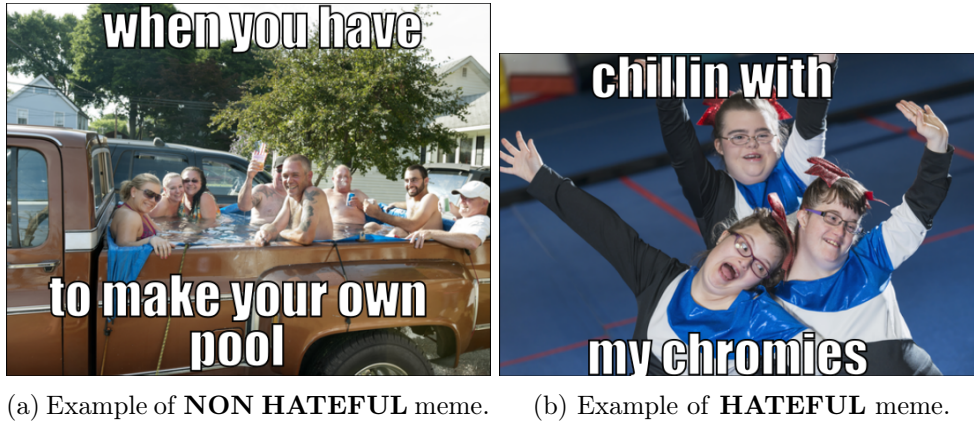 when you have
to make your own
pool
(a) Example of NON HATEFUL meme.
chillin with
my chromies
(b) Example of HATEFUL meme.